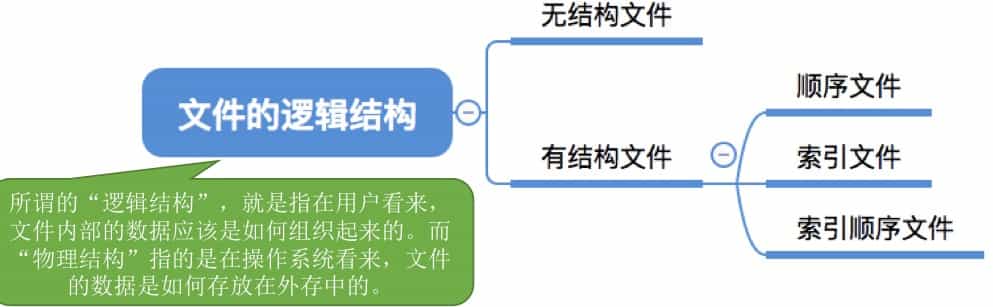 无结构文件
文件的逻辑结构
有结构文件
顺序文件
索引文件
索引顺序文件
所谓的“逻辑结构”，就是指在用户看来，
文件内部的数据应该是如何组织起来的。而
“物理结构”指的是在操作系统看来，文件
的数据是如何存放在外存中的。